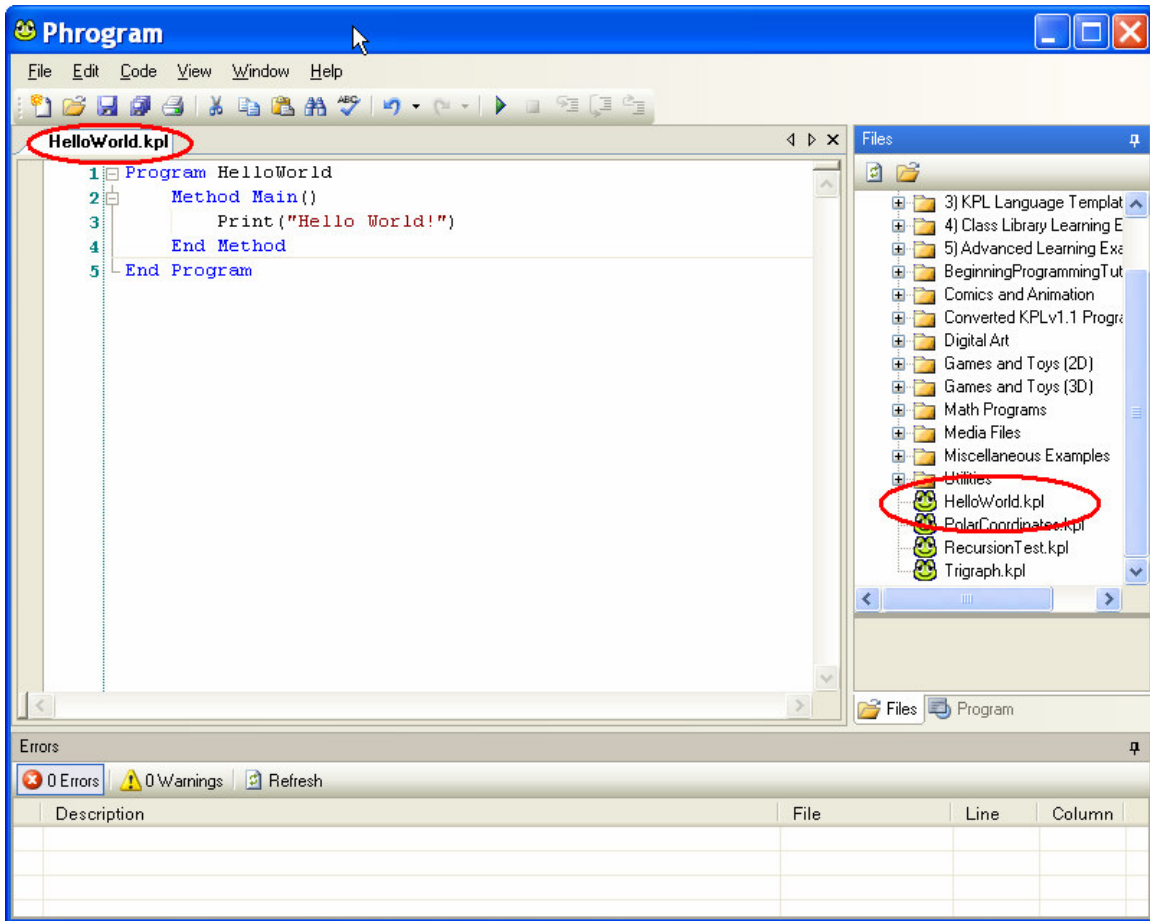 Phrogram
File Edit Code View Window Help
ABC
HelloWorld.kpl
1 Program HelloWorld
2 Method Main()
3 Print("Hello World!")
4 End Method
5 End Program
Files
3) KPL Language Templat
4) Class Library Learning E
5) Advanced Learning Exa
BeginningProgrammingTut
Comics and Animation
Converted KPLv1.1 Progra
Digital Art
Games and Toys (2D)
Games and Toys (3D)
Math Programs
Media Files
Miscellaneous Examples
Utilities
HelloWorld.kpl
PolarCoordinates.kpl
RecursionTest.kpl
Trigraph.kpl
Files Program
Errors
0 Errors 0 Warnings Refresh
Description File Line Column